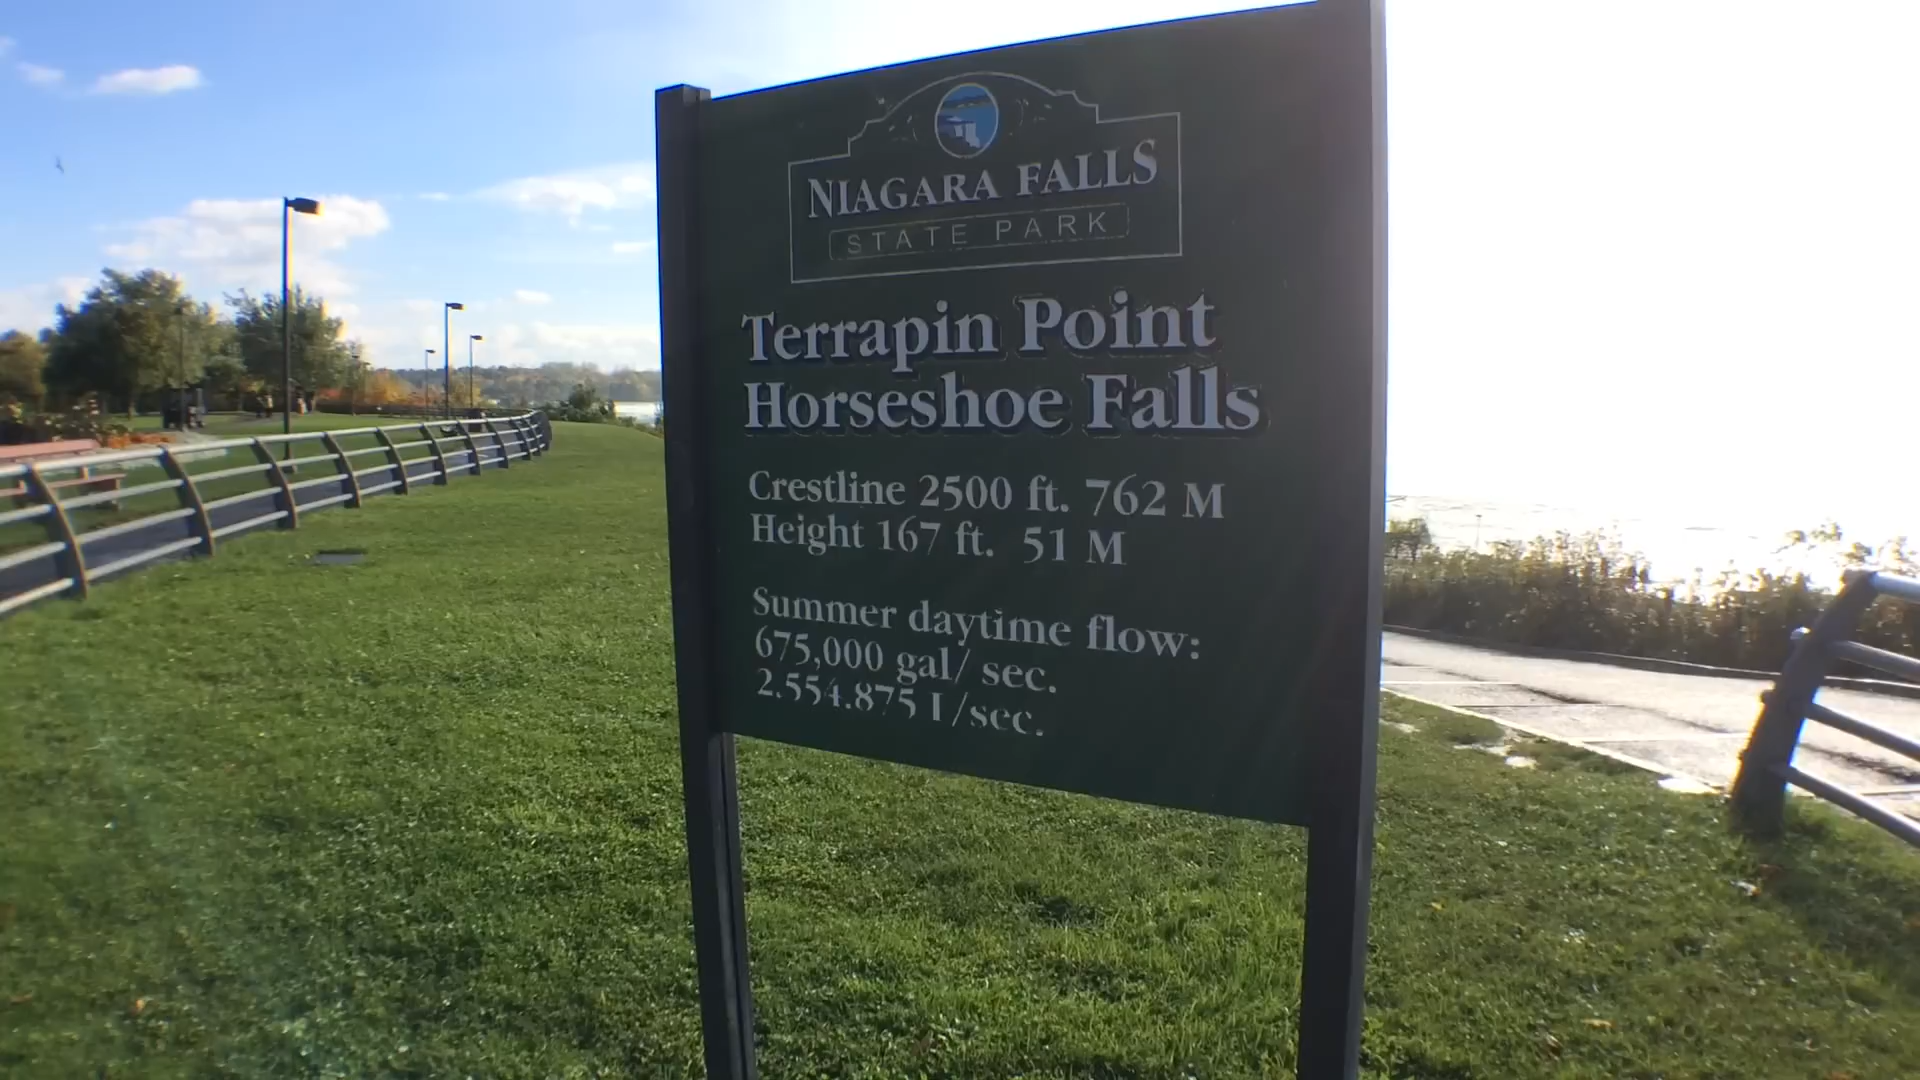 NIAGARA FALLS
STATE PARK
Terrapin Point
Horseshoe Falls
Crestline 2500 ft. 762 M
Height 167 ft. 51 M
Summer daytime flow:
675,000 gal/ sec.
2.554.875 l/sec.